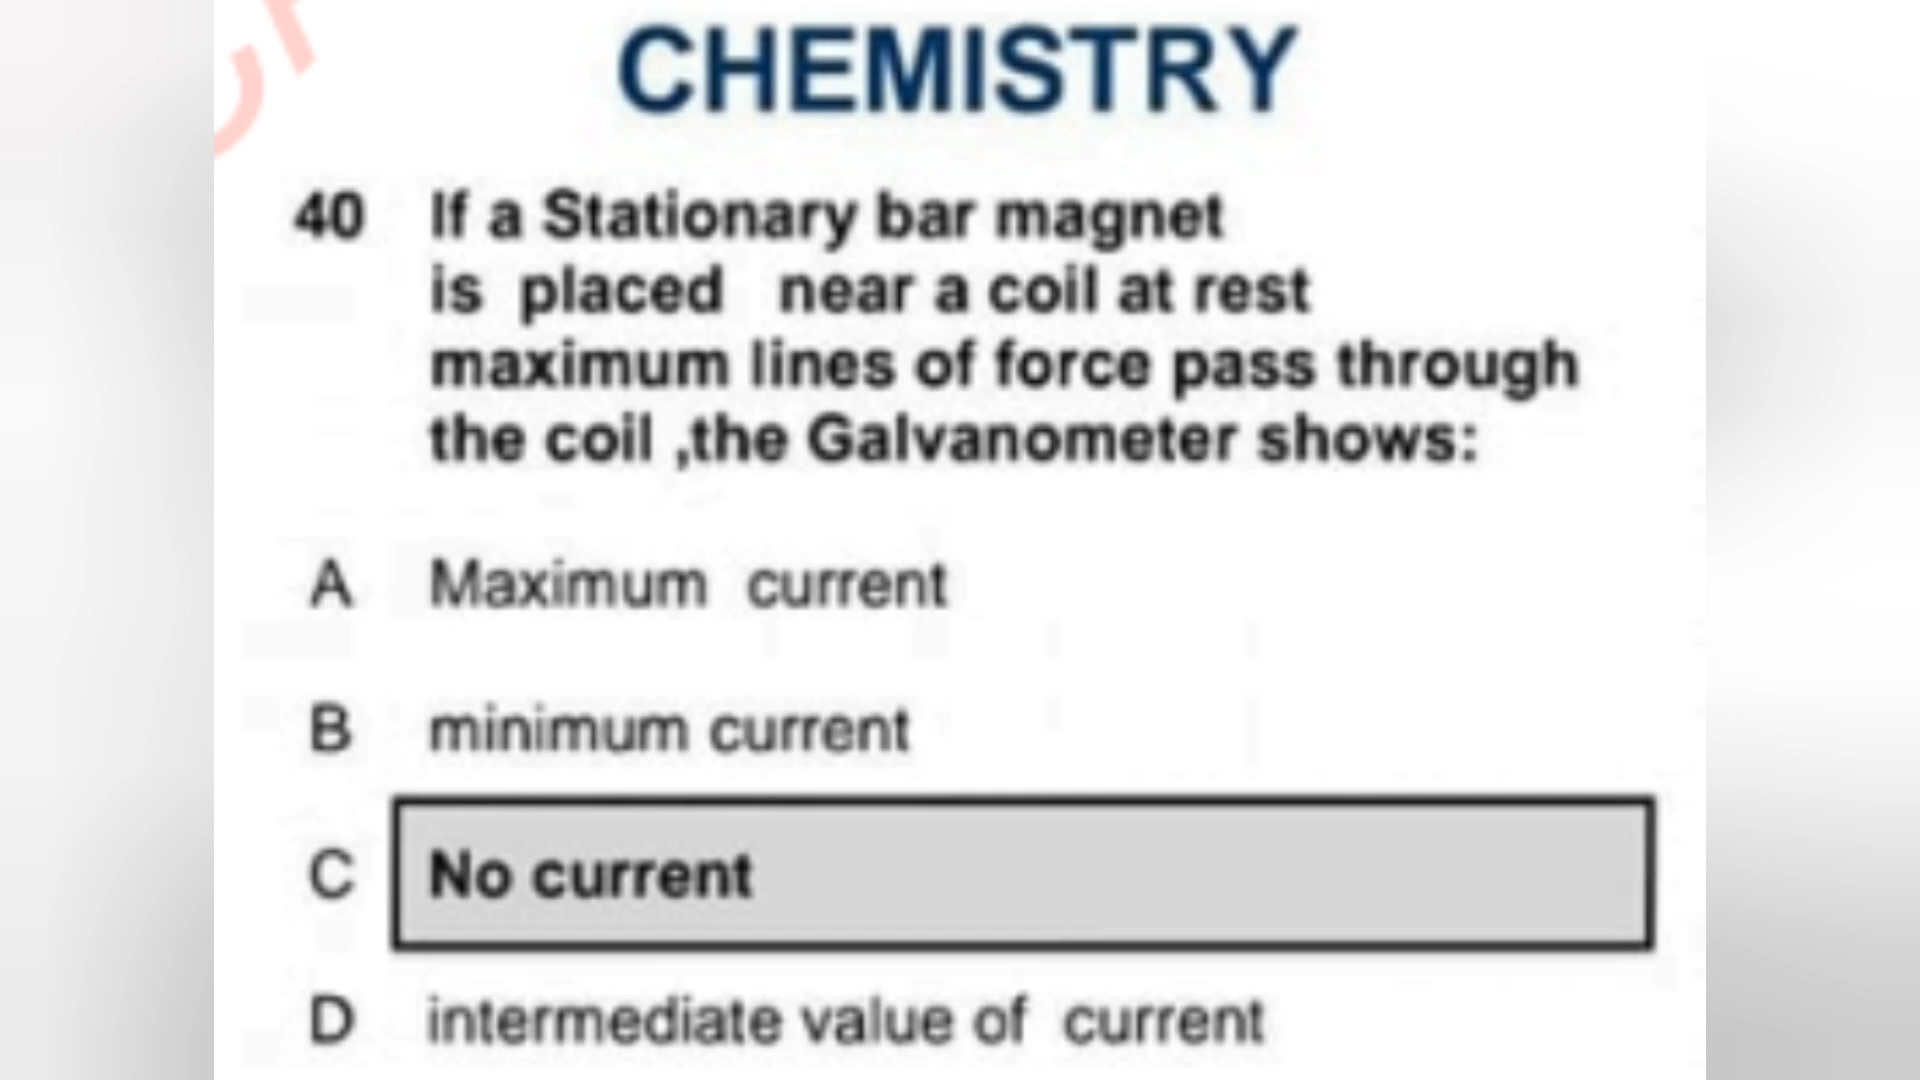 CHEMISTRY
40 If a Stationary bar magnet
is placed near a coil at rest
maximum lines of force pass through
the coil ,the Galvanometer shows:
A Maximum current
B minimum current
C No current
D intermediate value of current